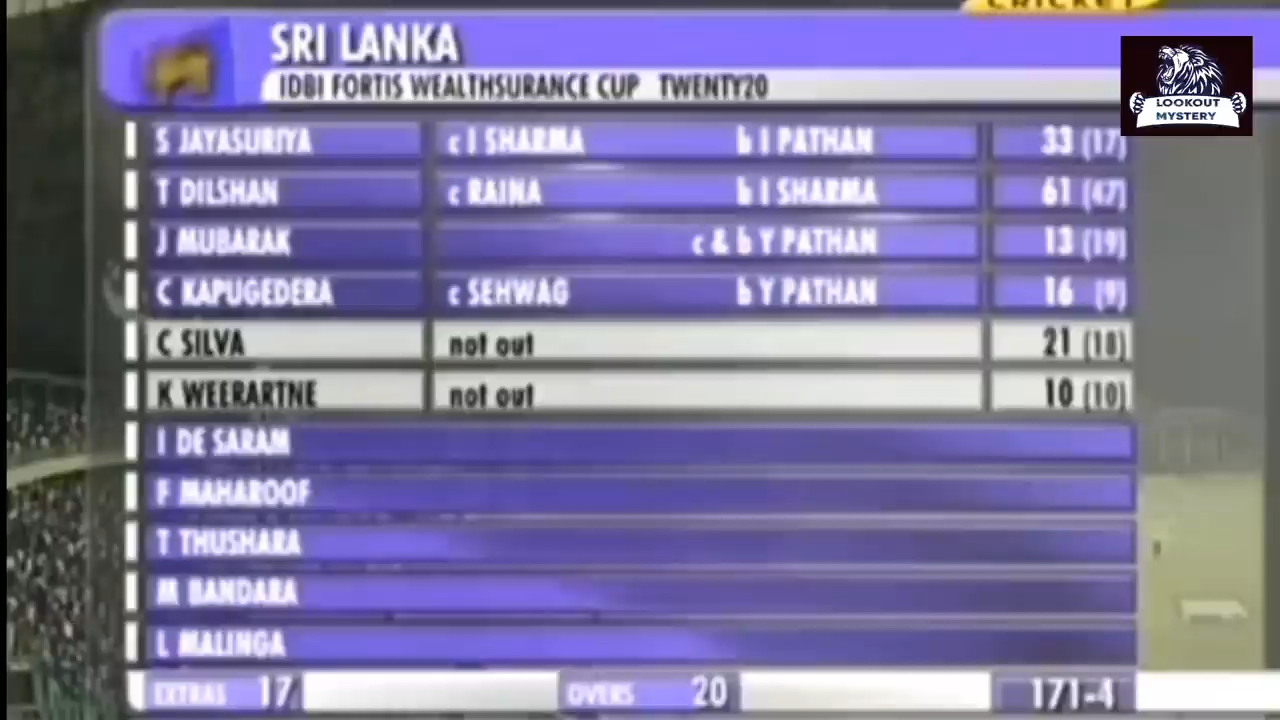 CRICKET
SRI LANKA
IDBI FORTIS WEALTHSURANCE CUP TWENTY20
LOOKOUT
MYSTERY
S JAYASURIYA c I SHARMA b I PATHAN 33 (17)
T DILSHAN c RAINA b I SHARMA 61 (47)
J MUBARAK c & b Y PATHAN 13 (19)
C KAPUGEDERA c SEHWAG b Y PATHAN 16 (9)
C SILVA not out 21 (18)
K WEERARTNE not out 10 (10)
I DE SARAM
F MAHAROOF
T THUSHARA
M BANDARA
L MALINGA
EXTRAS 17 OVERS 20 171-4